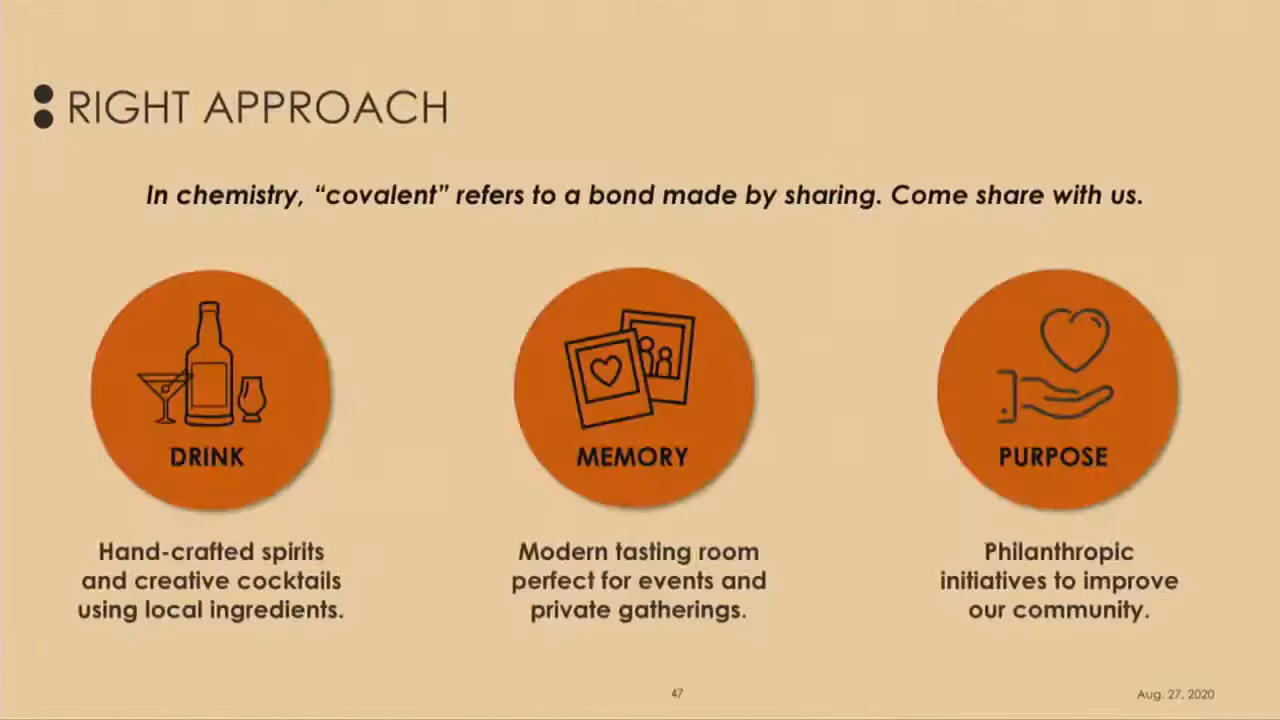 RIGHT APPROACH
In chemistry, “covalent” refers to a bond made by sharing. Come share with us.
DRINK
Hand-crafted spirits
and creative cocktails
using local ingredients.
MEMORY
Modern tasting room
perfect for events and
private gatherings.
PURPOSE
Philanthropic
initiatives to improve
our community.
47
Aug. 27, 2020